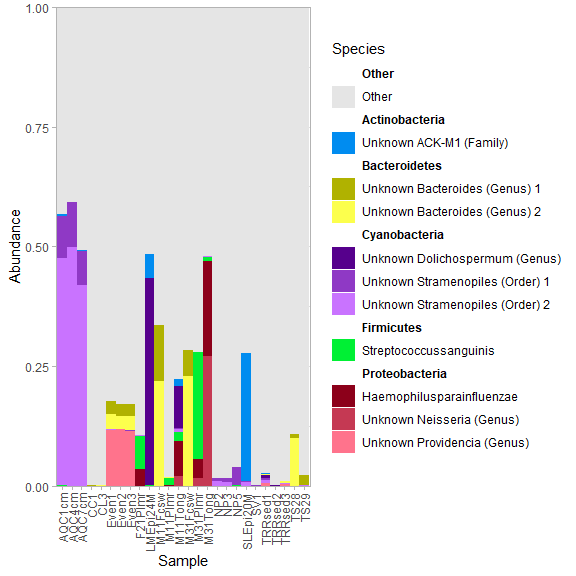 1.00
0.75
0.50
0.25
0.00
Abundance
AQC1cm
AQC4cm
AQC7cm
CC1
CL3
Even1
Even2
Even3
F21Plmr
LMEpi24M
M11Fcsw
M11Plmr
M11Tong
M31Fcsw
M31Plmr
M31Tong
NP2
NP3
NP5
SLEpi20M
SV1
TRRsed1
TRRsed2
TRRsed3
TS28
TS29
Sample
Species
Other
Other
Actinobacteria
Unknown ACK-M1 (Family)
Bacteroidetes
Unknown Bacteroides (Genus) 1
Unknown Bacteroides (Genus) 2
Cyanobacteria
Unknown Dolichospermum (Genus)
Unknown Stramenopiles (Order) 1
Unknown Stramenopiles (Order) 2
Firmicutes
Streptococcussanguinis
Proteobacteria
Haemophilusparainfluenzae
Unknown Neisseria (Genus)
Unknown Providencia (Genus)